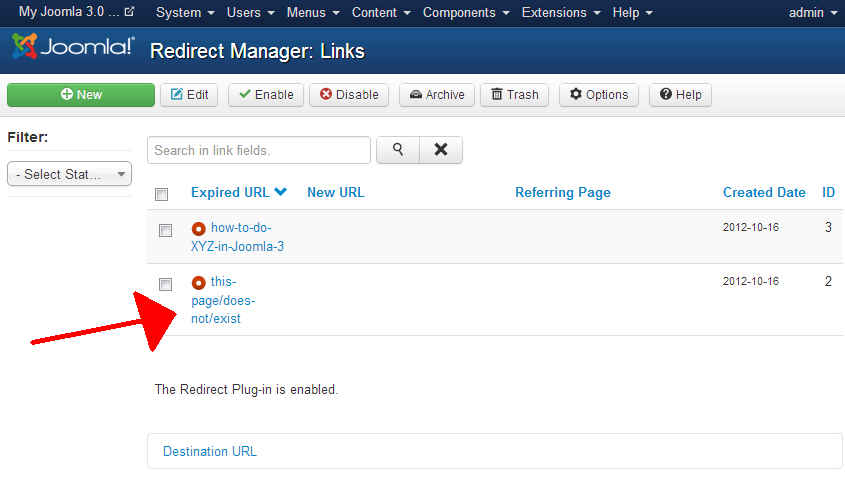 My Joomla 3.0 ... System Users Menus Content Components Extensions Help admin
Joomla!® Redirect Manager: Links
New Edit Enable Disable Archive Trash Options Help
Filter:
- Select Stat...
Search in link fields.
Expired URL New URL Referring Page Created Date ID
how-to-do- 2012-10-16 3
XYZ-in-Joomla-3
this- 2012-10-16 2
page/does-
not/exist
The Redirect Plug-in is enabled.
Destination URL